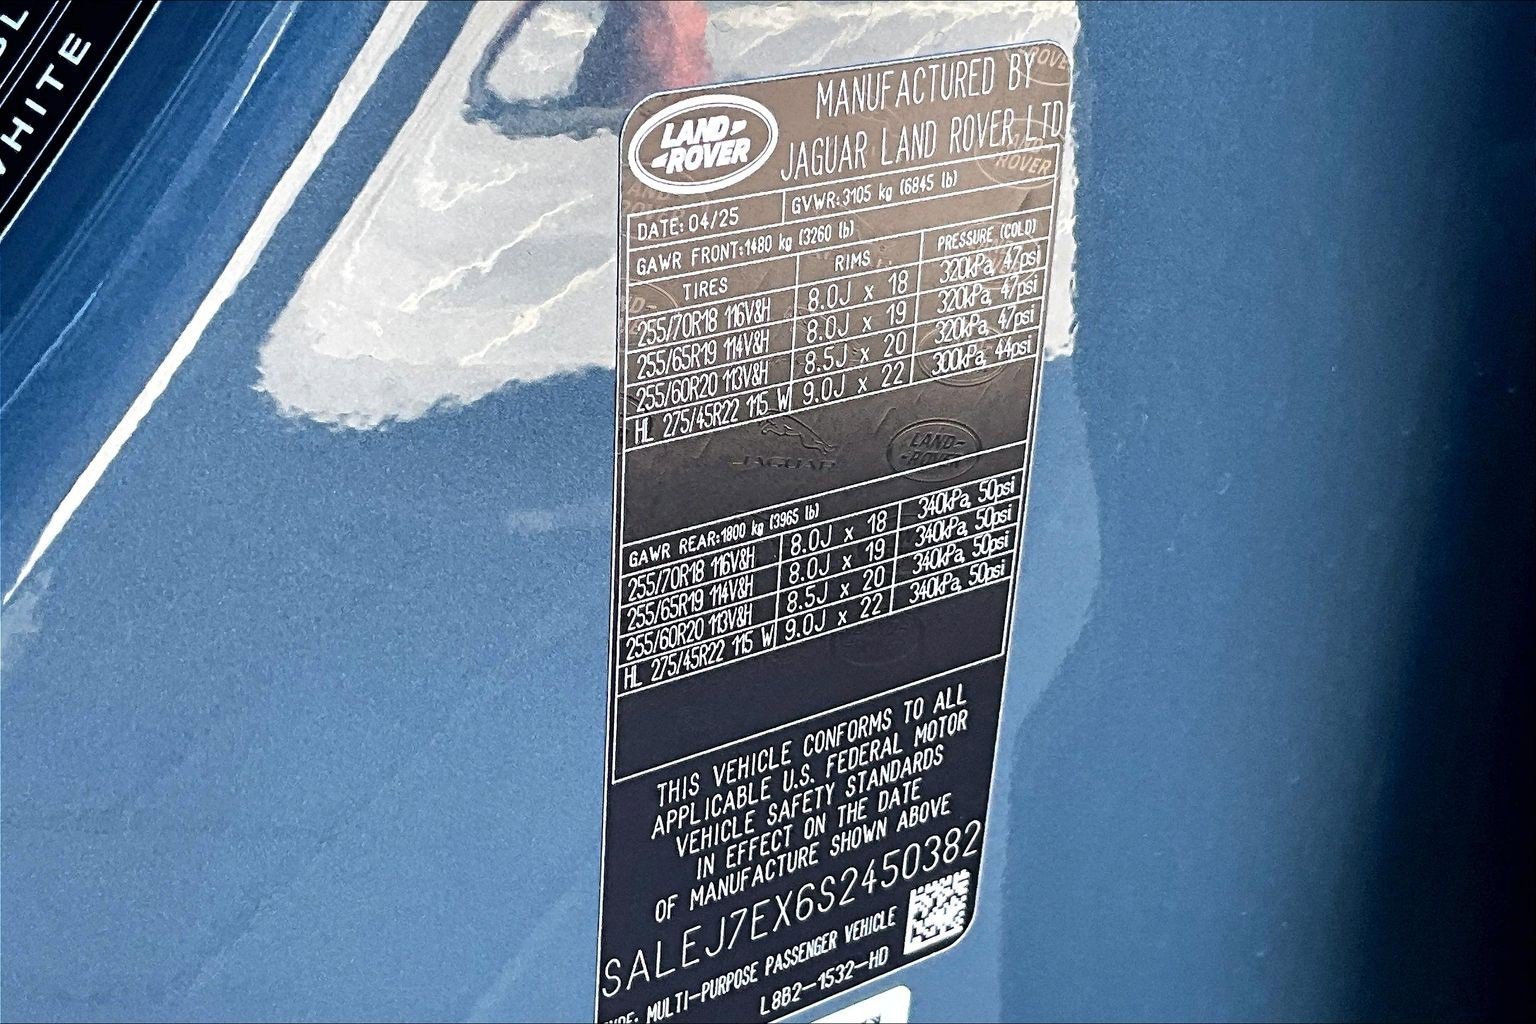 WHITE
LAND
ROVER
MANUFACTURED BY
JAGUAR LAND ROVER LTD
DATE: 04/25 GVWR: 3105 kg (6845 lb)
GAWR FRONT: 1480 kg (3260 lb)
TIRES RIMS PRESSURE (COLD)
255/70R18 116V&H 8.0J x 18 320kPa, 47psi
255/65R19 114V&H 8.0J x 19 320kPa, 47psi
255/60R20 113V&H 8.5J x 20 320kPa, 47psi
HL 275/45R22 115 W 9.0J x 22 300kPa, 44psi
JAGUAR
LAND
ROVER
GAWR REAR: 1800 kg (3965 lb)
255/70R18 116V&H 8.0J x 18 340kPa, 50psi
255/65R19 114V&H 8.0J x 19 340kPa, 50psi
255/60R20 113V&H 8.5J x 20 340kPa, 50psi
HL 275/45R22 115 W 9.0J x 22 340kPa, 50psi
THIS VEHICLE CONFORMS TO ALL
APPLICABLE U.S. FEDERAL MOTOR
VEHICLE SAFETY STANDARDS
IN EFFECT ON THE DATE
OF MANUFACTURE SHOWN ABOVE
SALEJ7EX6S2450382
TYPE: MULTI-PURPOSE PASSENGER VEHICLE
L8B2-1532-HD